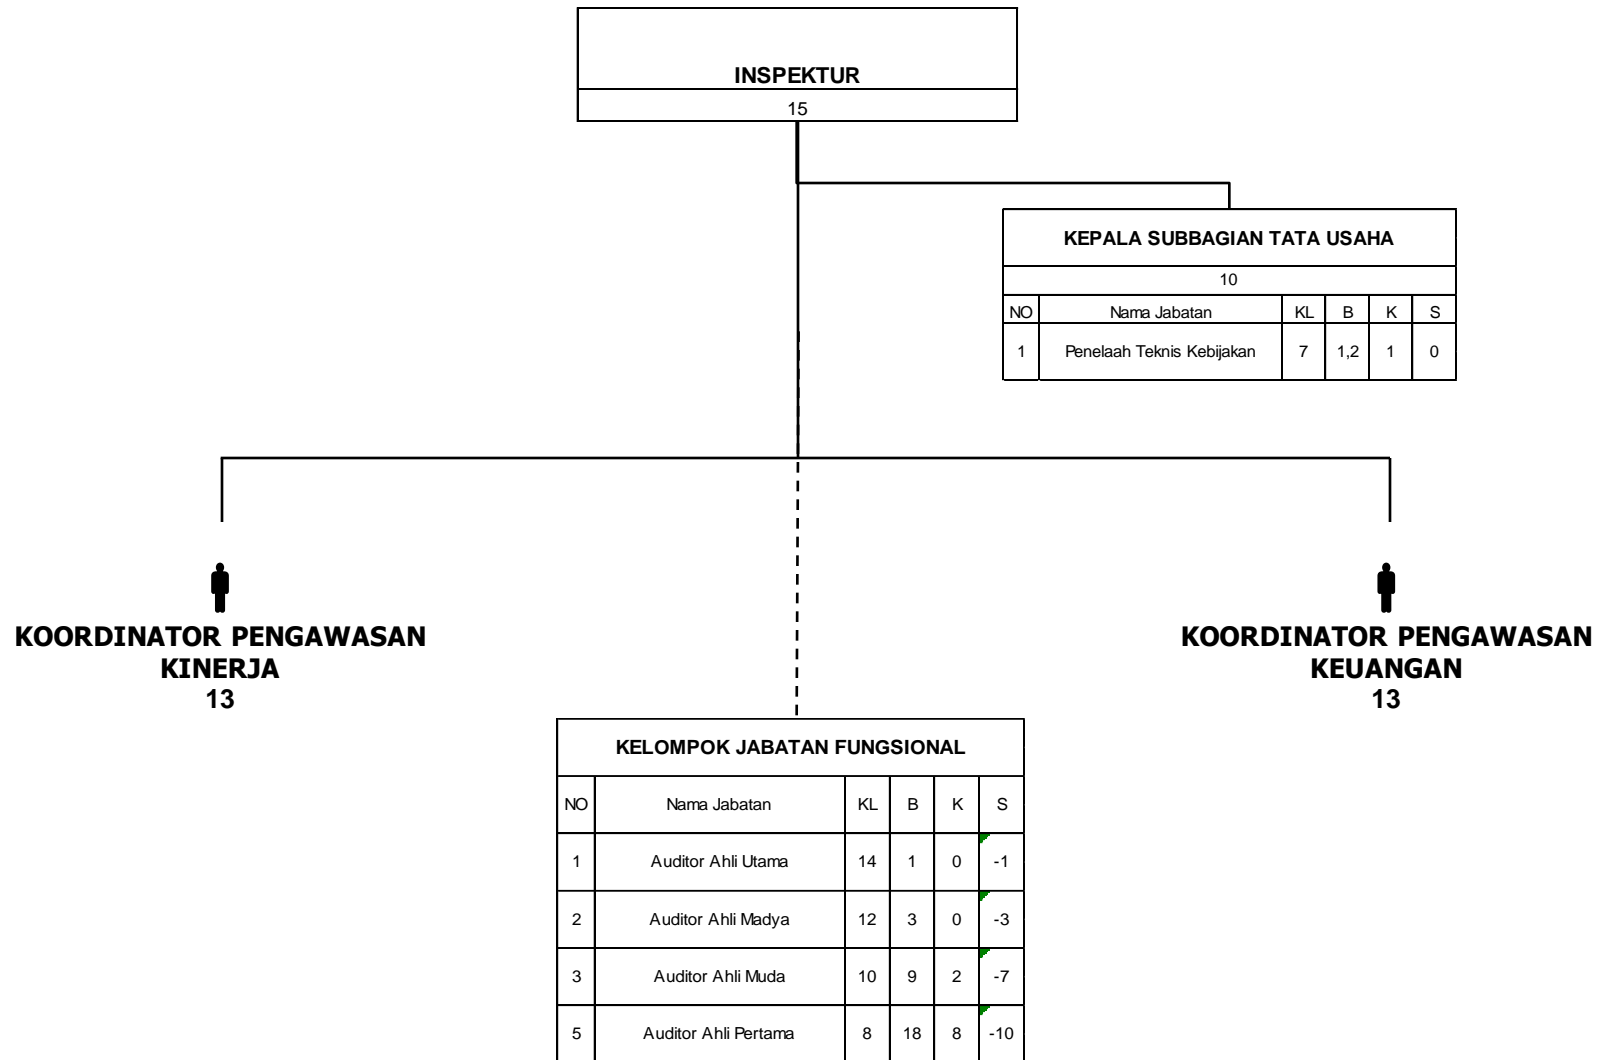 INSPEKTUR
15
KEPALA SUBBAGIAN TATA USAHA
10
NO Nama Jabatan KL B K S
1 Penelaah Teknis Kebijakan 7 1,2 1 0
KOORDINATOR PENGAWASAN
KINERJA
13
KOORDINATOR PENGAWASAN
KEUANGAN
13
KELOMPOK JABATAN FUNGSIONAL
NO Nama Jabatan KL B K S
1 Auditor Ahli Utama 14 1 0 -1
2 Auditor Ahli Madya 12 3 0 -3
3 Auditor Ahli Muda 10 9 2 -7
5 Auditor Ahli Pertama 8 18 8 -10